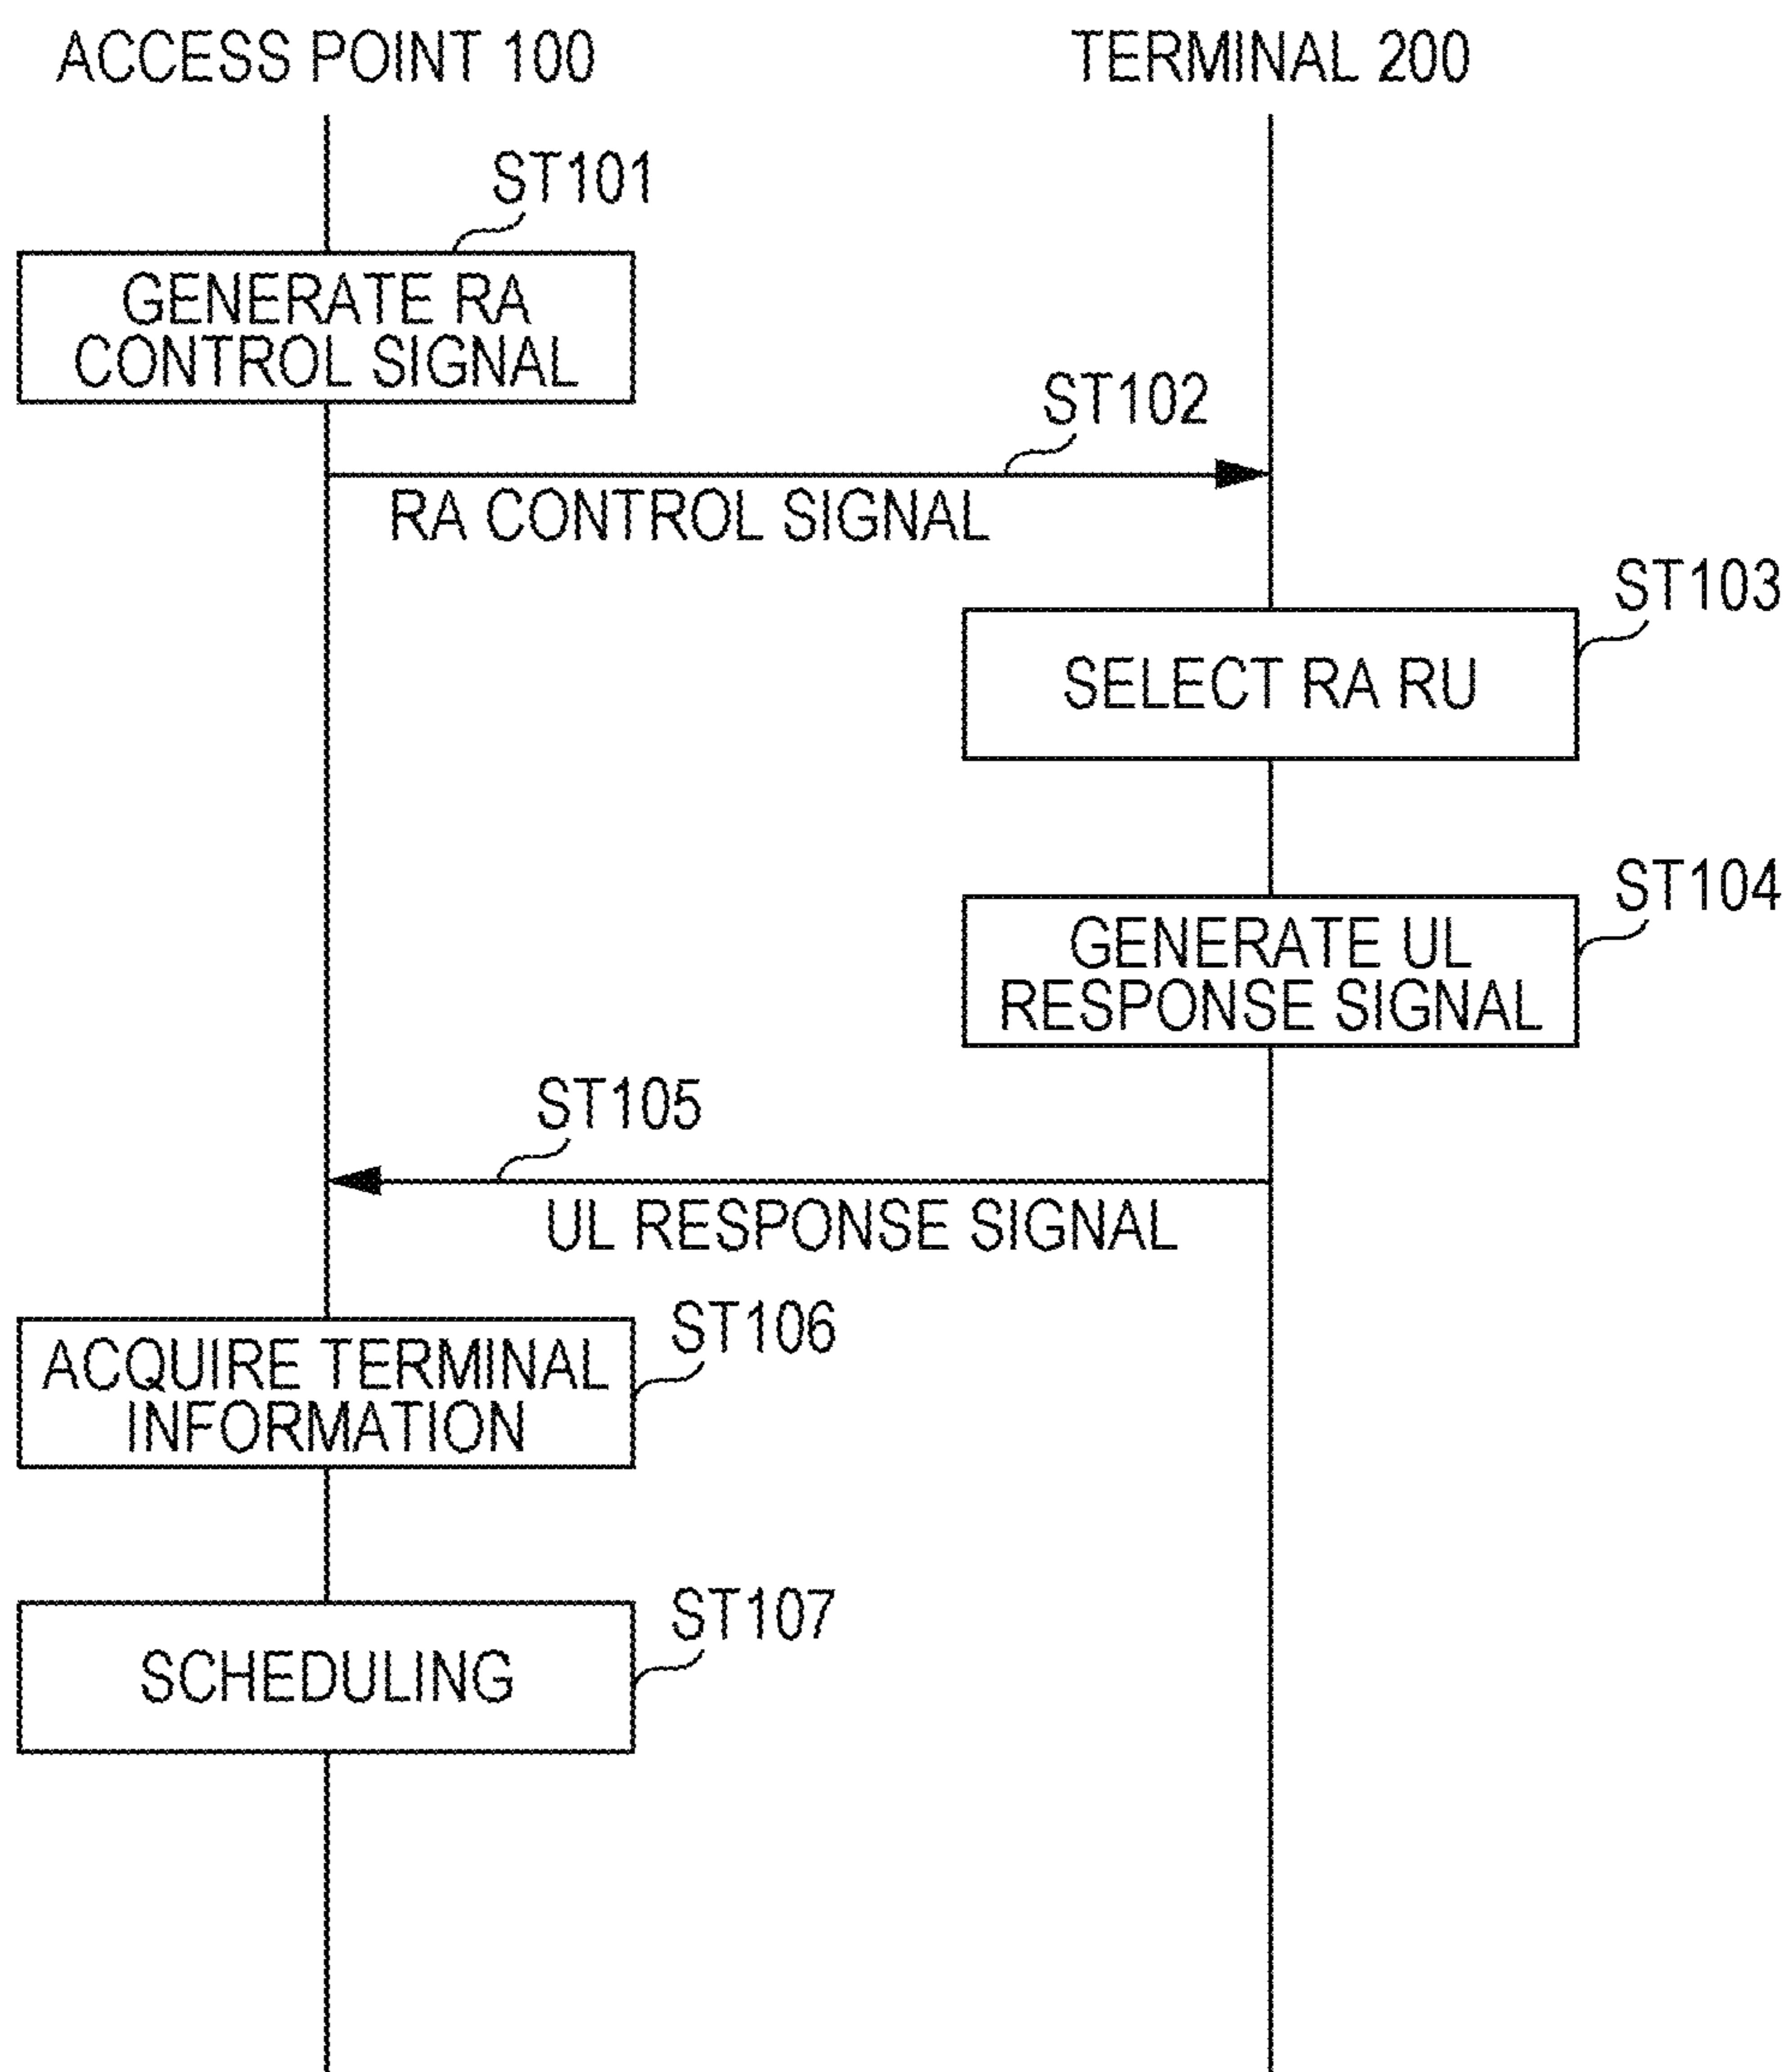 ACCESS POINT 100
TERMINAL 200
ST101
GENERATE RA
CONTROL SIGNAL
ST102
RA CONTROL SIGNAL
ST103
SELECT RA RU
ST104
GENERATE UL
RESPONSE SIGNAL
ST105
UL RESPONSE SIGNAL
ST106
ACQUIRE TERMINAL
INFORMATION
ST107
SCHEDULING